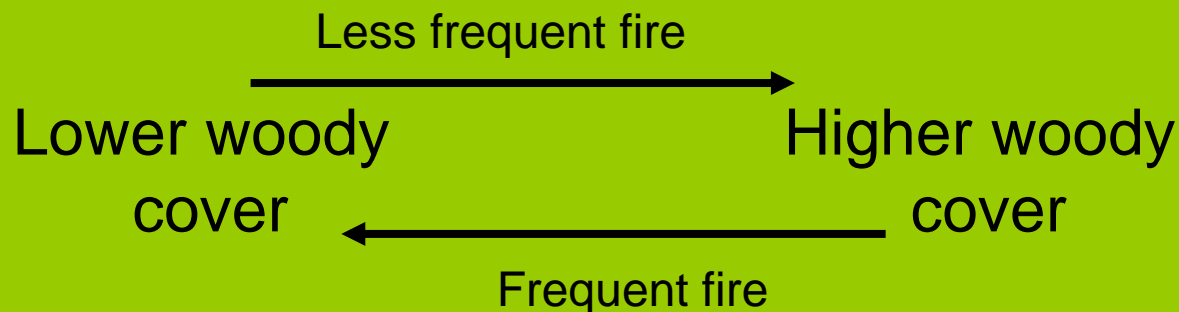 Less frequent fire
Lower woody
cover
Higher woody
cover
Frequent fire